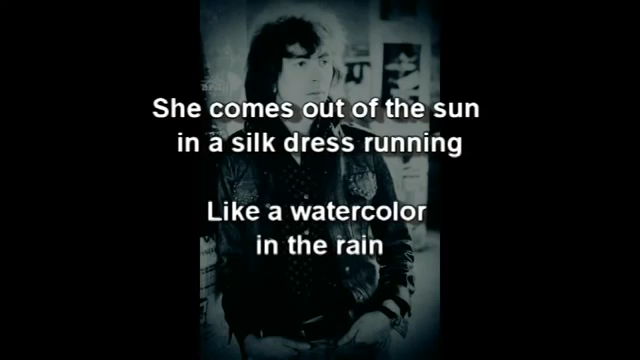 She comes out of the sun
in a silk dress running
Like a watercolor
in the rain